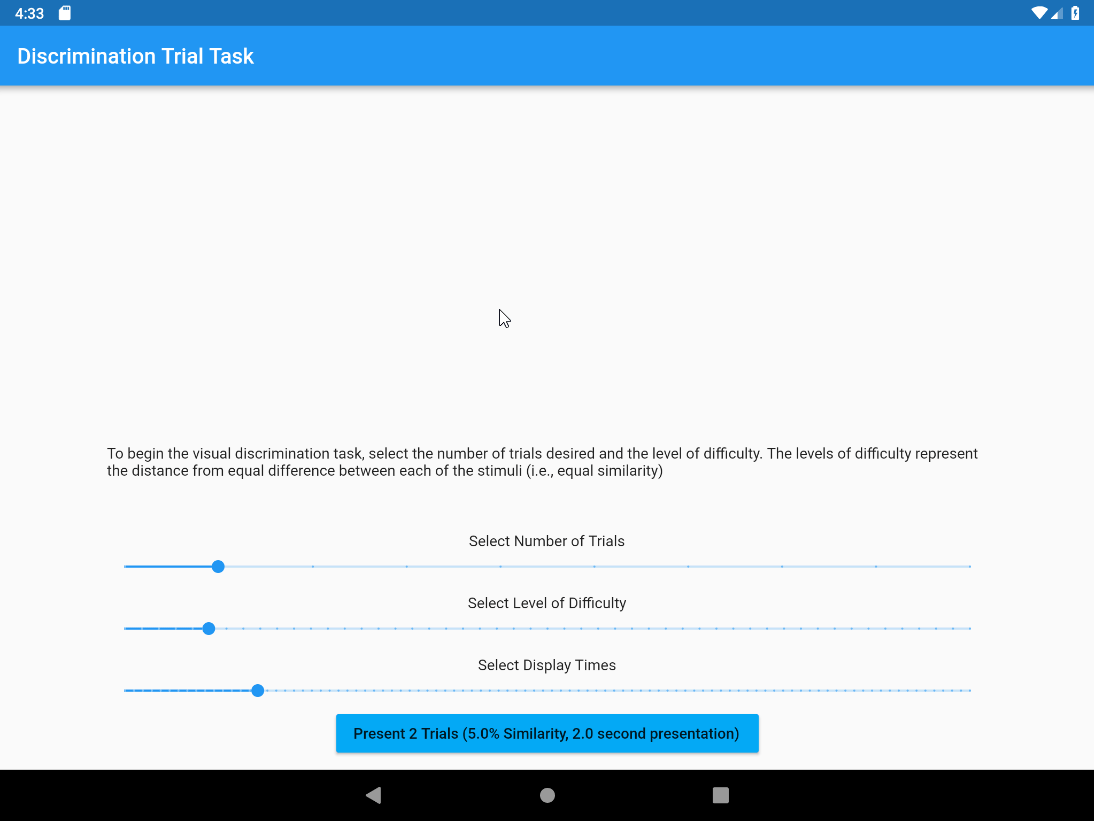 4:33
Discrimination Trial Task
To begin the visual discrimination task, select the number of trials desired and the level of difficulty. The levels of difficulty represent
the distance from equal difference between each of the stimuli (i.e., equal similarity)
Select Number of Trials
Select Level of Difficulty
Select Display Times
Present 2 Trials (5.0% Similarity, 2.0 second presentation)